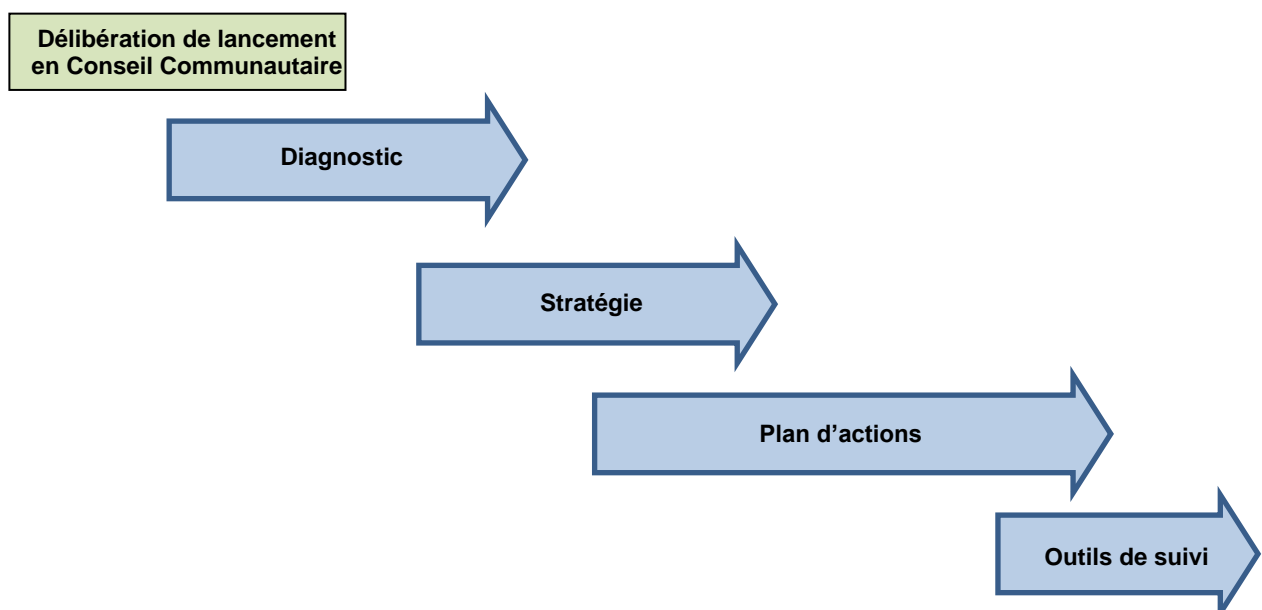 Délibération de lancement
en Conseil Communautaire
Diagnostic
Stratégie
Plan d’actions
Outils de suivi